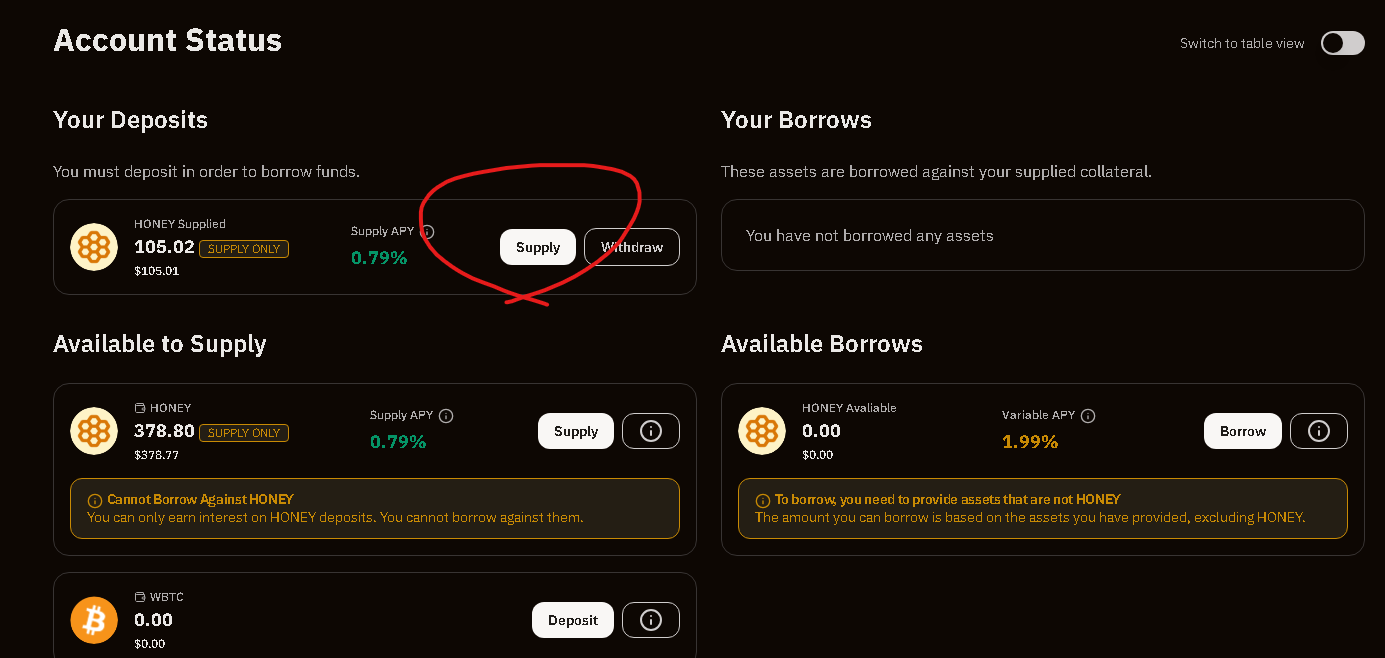 Account Status
Switch to table view
Your Deposits
You must deposit in order to borrow funds.
HONEY Supplied
105.02 SUPPLY ONLY
$105.01
Supply APY
0.79%
Supply
Withdraw
Your Borrows
These assets are borrowed against your supplied collateral.
You have not borrowed any assets
Available to Supply
HONEY
378.80 SUPPLY ONLY
$378.77
Supply APY
0.79%
Supply
Cannot Borrow Against HONEY
You can only earn interest on HONEY deposits. You cannot borrow against them.
WBTC
0.00
$0.00
Deposit
Available Borrows
HONEY Avaliable
0.00
$0.00
Variable APY
1.99%
Borrow
To borrow, you need to provide assets that are not HONEY
The amount you can borrow is based on the assets you have provided, excluding HONEY.